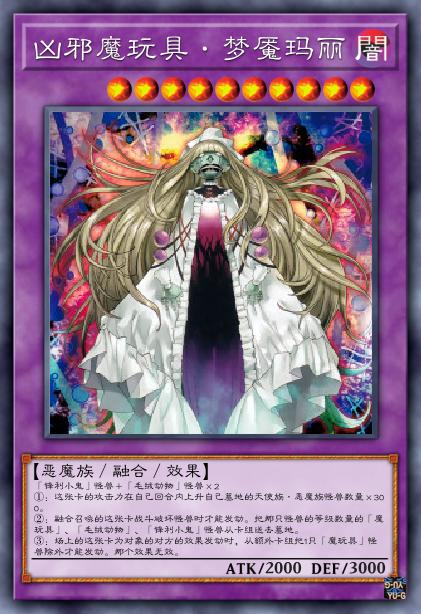 凶邪魔玩具·梦魇玛丽
闇
【恶魔族／融合／效果】
「锋利小鬼」怪兽＋「毛绒动物」怪兽×2
①：这张卡的攻击力在自己回合内上升自己墓地的天使族·恶魔族怪兽数量×30
0。
②：融合召唤的这张卡战斗破坏怪兽时才能发动。把那只怪兽的等级数量的「魔
玩具」、「毛绒动物」、「锋利小鬼」怪兽从卡组送去墓地。
③：场上的这张卡为对象的对方的效果发动时，从额外卡组把1只「魔玩具」怪
兽除外才能发动。那个效果无效。
ATK/2000 DEF/3000
YU-G